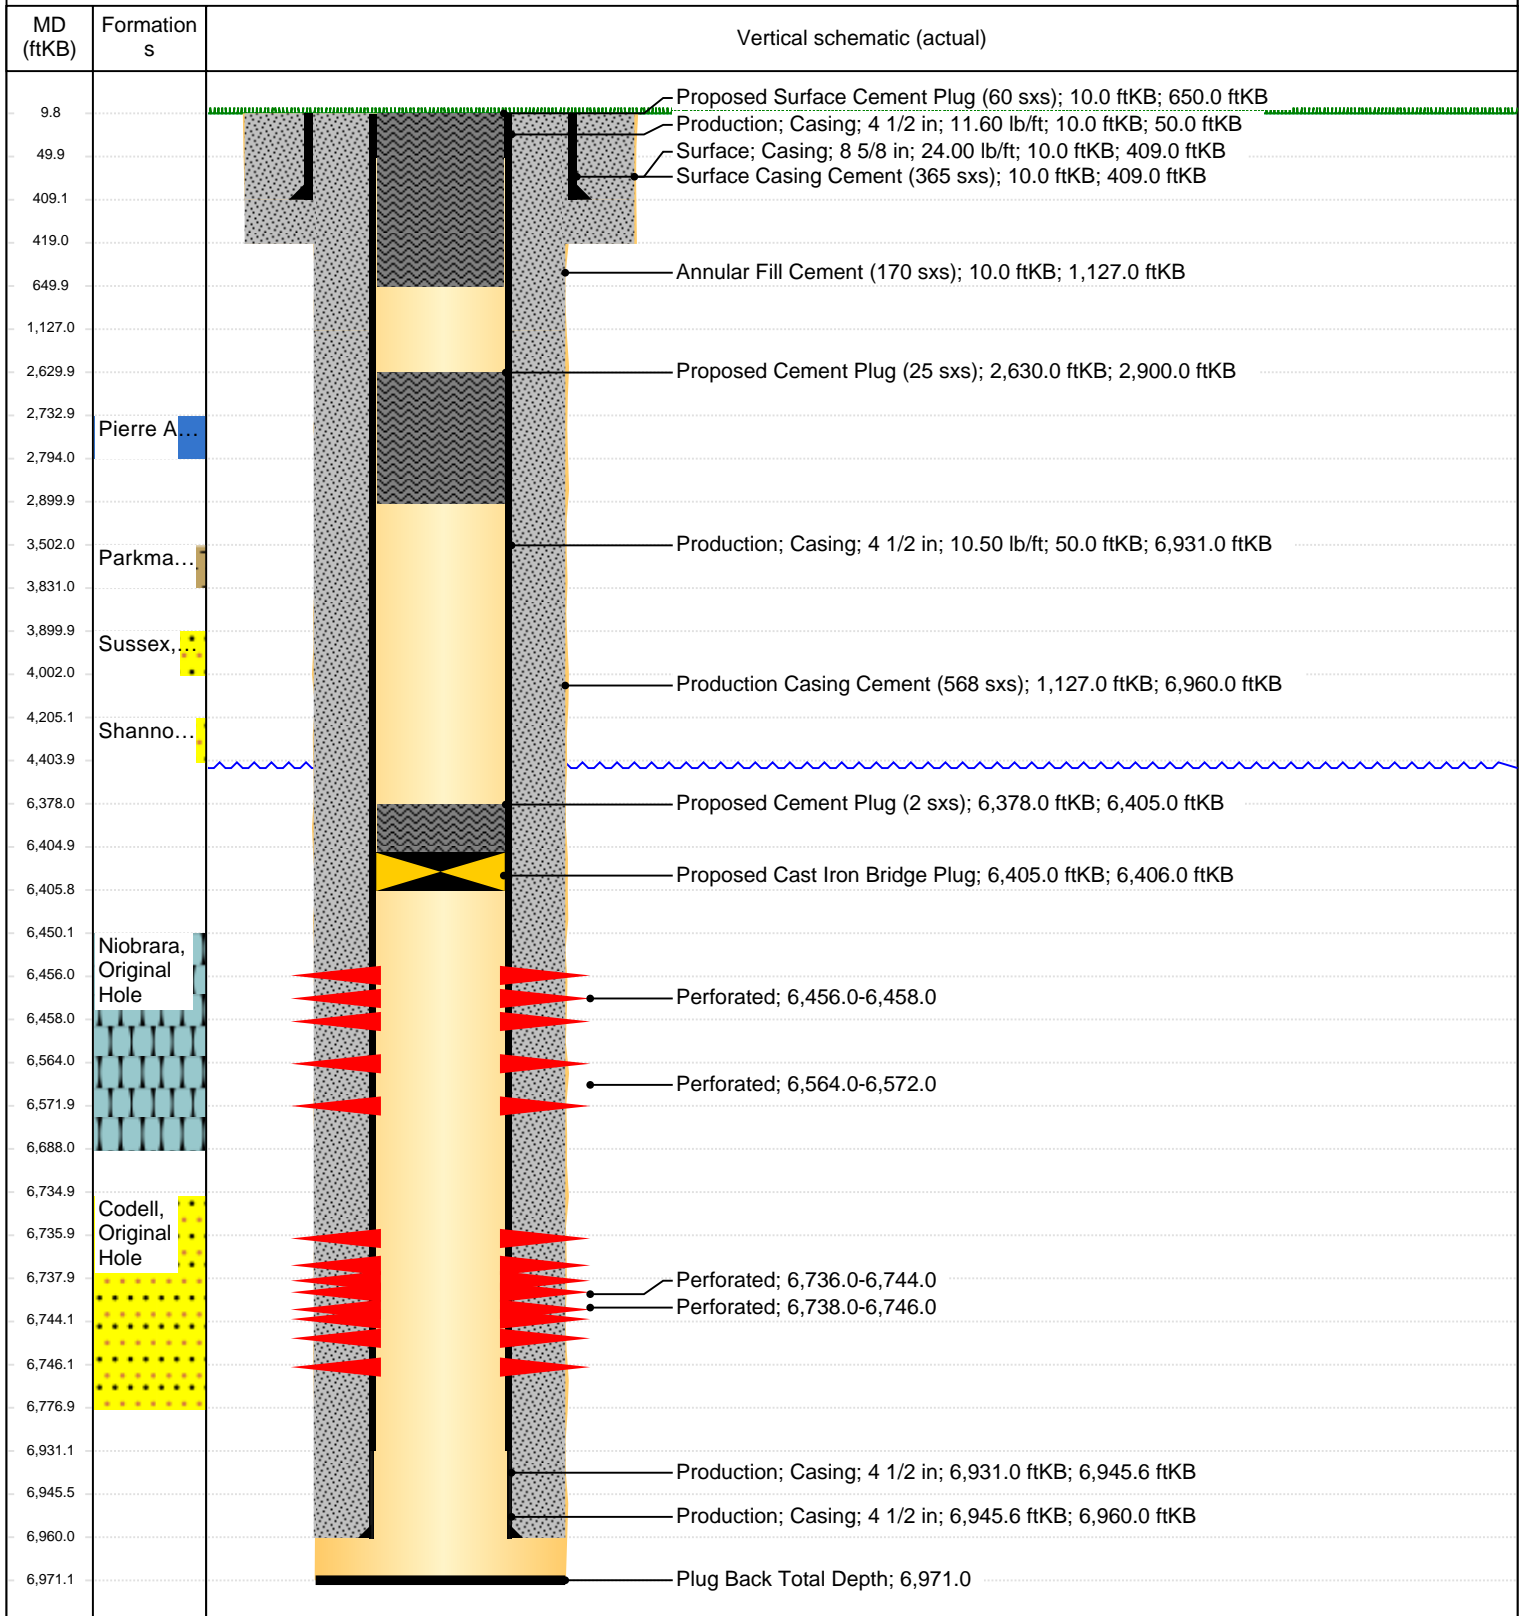 MD
(ftKB)
Formation
s
Vertical schematic (actual)
9.8
49.9
409.1
419.0
649.9
1,127.0
2,629.9
2,732.9
2,794.0
2,899.9
3,502.0
3,831.0
3,899.9
4,002.0
4,205.1
4,403.9
6,378.0
6,404.9
6,405.8
6,450.1
6,456.0
6,458.0
6,564.0
6,571.9
6,688.0
6,734.9
6,735.9
6,737.9
6,744.1
6,746.1
6,776.9
6,931.1
6,945.5
6,960.0
6,971.1
Pierre A...
Parkma...
Sussex,...
Shanno...
Niobrara,
Original
Hole
Codell,
Original
Hole
Proposed Surface Cement Plug (60 sxs); 10.0 ftKB; 650.0 ftKB
Production; Casing; 4 1/2 in; 11.60 lb/ft; 10.0 ftKB; 50.0 ftKB
Surface; Casing; 8 5/8 in; 24.00 lb/ft; 10.0 ftKB; 409.0 ftKB
Surface Casing Cement (365 sxs); 10.0 ftKB; 409.0 ftKB
Annular Fill Cement (170 sxs); 10.0 ftKB; 1,127.0 ftKB
Proposed Cement Plug (25 sxs); 2,630.0 ftKB; 2,900.0 ftKB
Production; Casing; 4 1/2 in; 10.50 lb/ft; 50.0 ftKB; 6,931.0 ftKB
Production Casing Cement (568 sxs); 1,127.0 ftKB; 6,960.0 ftKB
Proposed Cement Plug (2 sxs); 6,378.0 ftKB; 6,405.0 ftKB
Proposed Cast Iron Bridge Plug; 6,405.0 ftKB; 6,406.0 ftKB
Perforated; 6,456.0-6,458.0
Perforated; 6,564.0-6,572.0
Perforated; 6,736.0-6,744.0
Perforated; 6,738.0-6,746.0
Production; Casing; 4 1/2 in; 6,931.0 ftKB; 6,945.6 ftKB
Production; Casing; 4 1/2 in; 6,945.6 ftKB; 6,960.0 ftKB
Plug Back Total Depth; 6,971.0